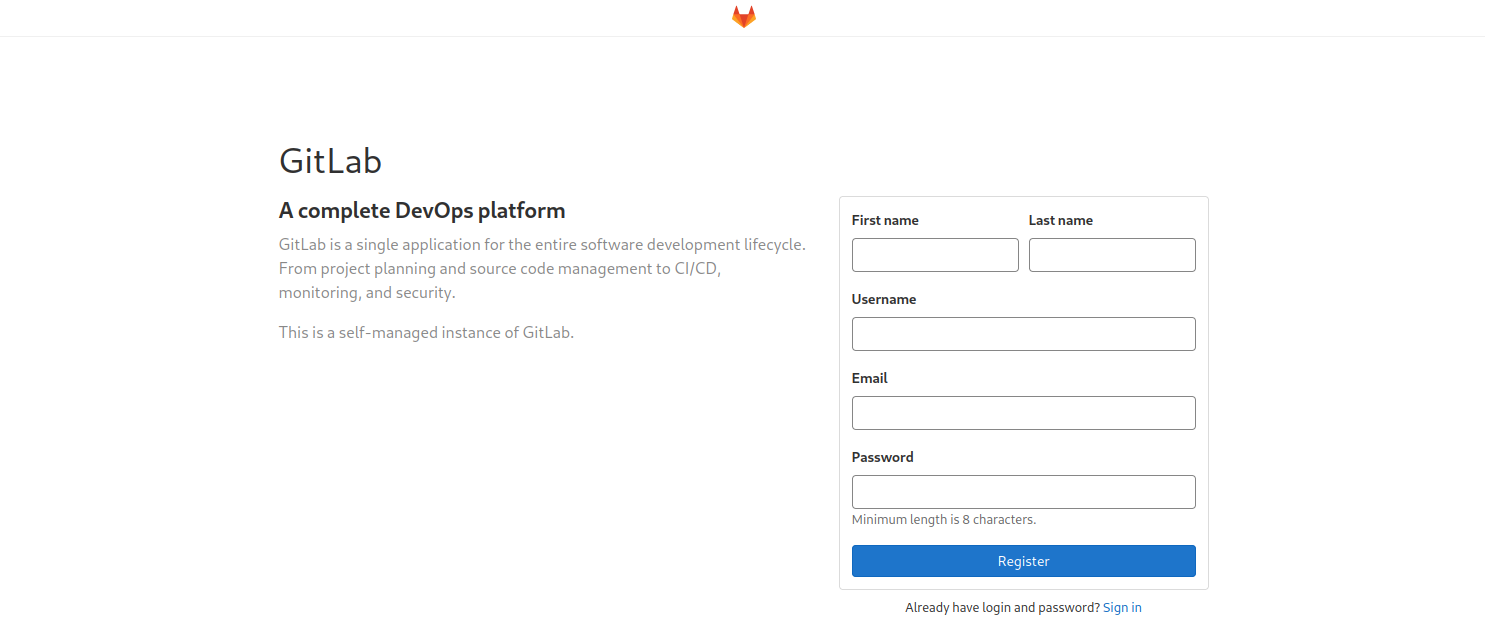 GitLab
A complete DevOps platform
GitLab is a single application for the entire software development lifecycle.
From project planning and source code management to CI/CD,
monitoring, and security.
This is a self-managed instance of GitLab.
First name
Last name
Username
Email
Password
Minimum length is 8 characters.
Register
Already have login and password? Sign in